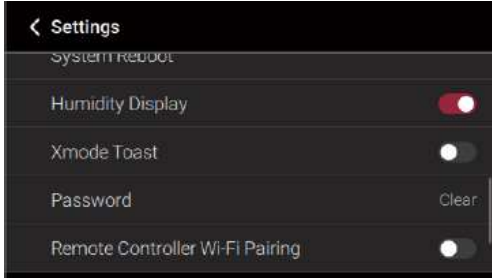 Settings
System Reboot
Humidity Display
Xmode Toast
Password Clear
Remote Controller Wi-Fi Pairing